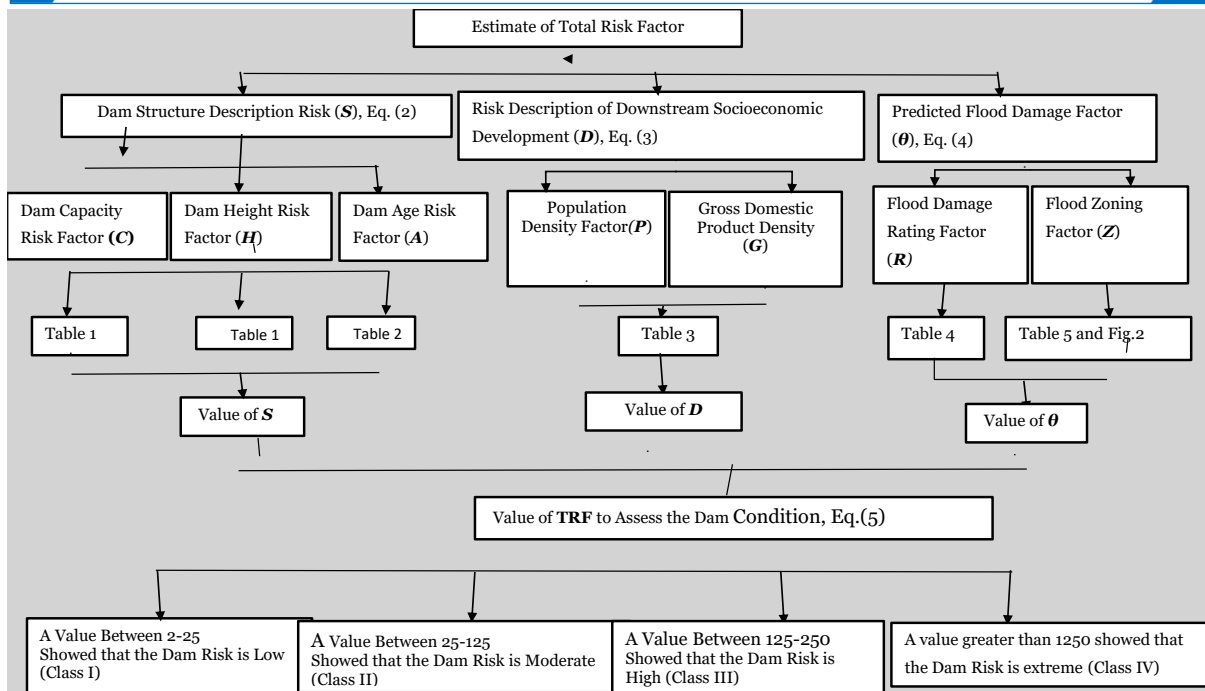 Estimate of Total Risk Factor
Dam Structure Description Risk (S), Eq. (2)
Risk Description of Downstream Socioeconomic
Development (D), Eq. (3)
Predicted Flood Damage Factor
(θ), Eq. (4)
Dam Capacity
Risk Factor (C)
Dam Height Risk
Factor (H)
Dam Age Risk
Factor (A)
Population
Density Factor(P)
Gross Domestic
Product Density
(G)
Flood Damage
Rating Factor
(R)
Flood Zoning
Factor (Z)
Table 1
Table 1
Table 2
Table 3
Table 4
Table 5 and Fig.2
Value of S
Value of D
Value of θ
Value of TRF to Assess the Dam Condition, Eq.(5)
A Value Between 2-25
Showed that the Dam Risk is Low
(Class I)
A Value Between 25-125
Showed that the Dam Risk is Moderate
(Class II)
A Value Between 125-250
Showed that the Dam Risk is
High (Class III)
A value greater than 1250 showed that
the Dam Risk is extreme (Class IV)